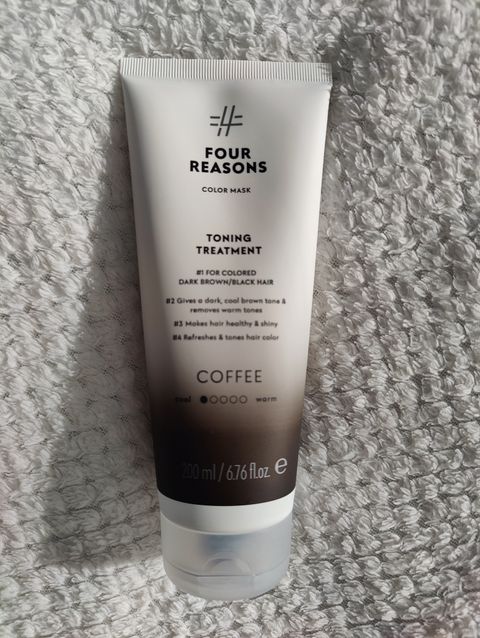 FOUR
REASONS
COLOR MASK
TONING
TREATMENT
#1 FOR COLORED
DARK BROWN/BLACK HAIR
#2 Gives a dark, cool brown tone &
removes warm tones
#3 Makes hair healthy & shiny
#4 Refreshes & tones hair color
COFFEE
cool warm
200 ml / 6.76 fl.oz. e